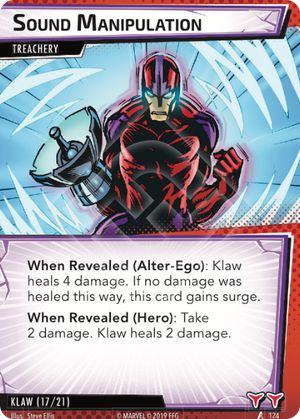 SOUND MANIPULATION
TREACHERY
When Revealed (Alter-Ego): Klaw
heals 4 damage. If no damage was
healed this way, this card gains surge.
When Revealed (Hero): Take
2 damage. Klaw heals 2 damage.
KLAW (17/21)
Illus. Steve Ellis
© MARVEL © 2019 FFG
124